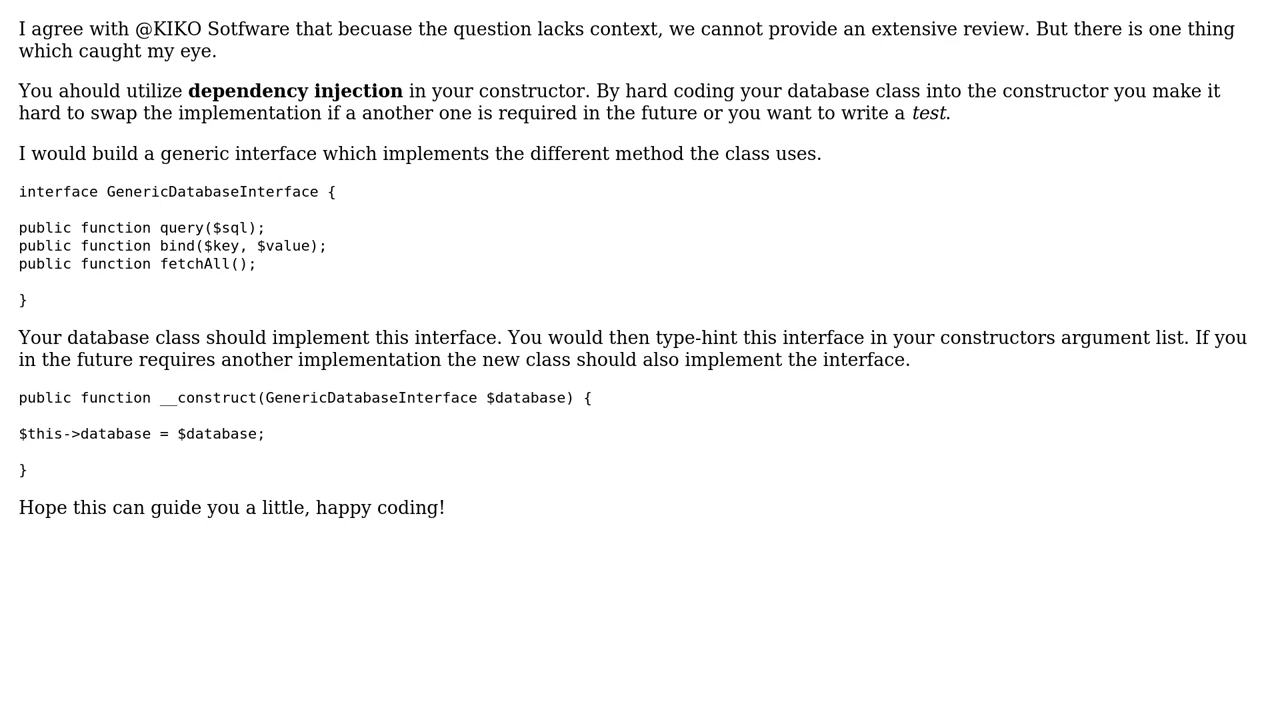 I agree with @KIKO Sotfware that becuase the question lacks context, we cannot provide an extensive review. But there is one thing
which caught my eye.
You ahould utilize dependency injection in your constructor. By hard coding your database class into the constructor you make it
hard to swap the implementation if a another one is required in the future or you want to write a test.
I would build a generic interface which implements the different method the class uses.
interface GenericDatabaseInterface {
public function query($sql);
public function bind($key, $value);
public function fetchAll();
}
Your database class should implement this interface. You would then type-hint this interface in your constructors argument list. If you
in the future requires another implementation the new class should also implement the interface.
public function __construct(GenericDatabaseInterface $database) {
$this->database = $database;
}
Hope this can guide you a little, happy coding!